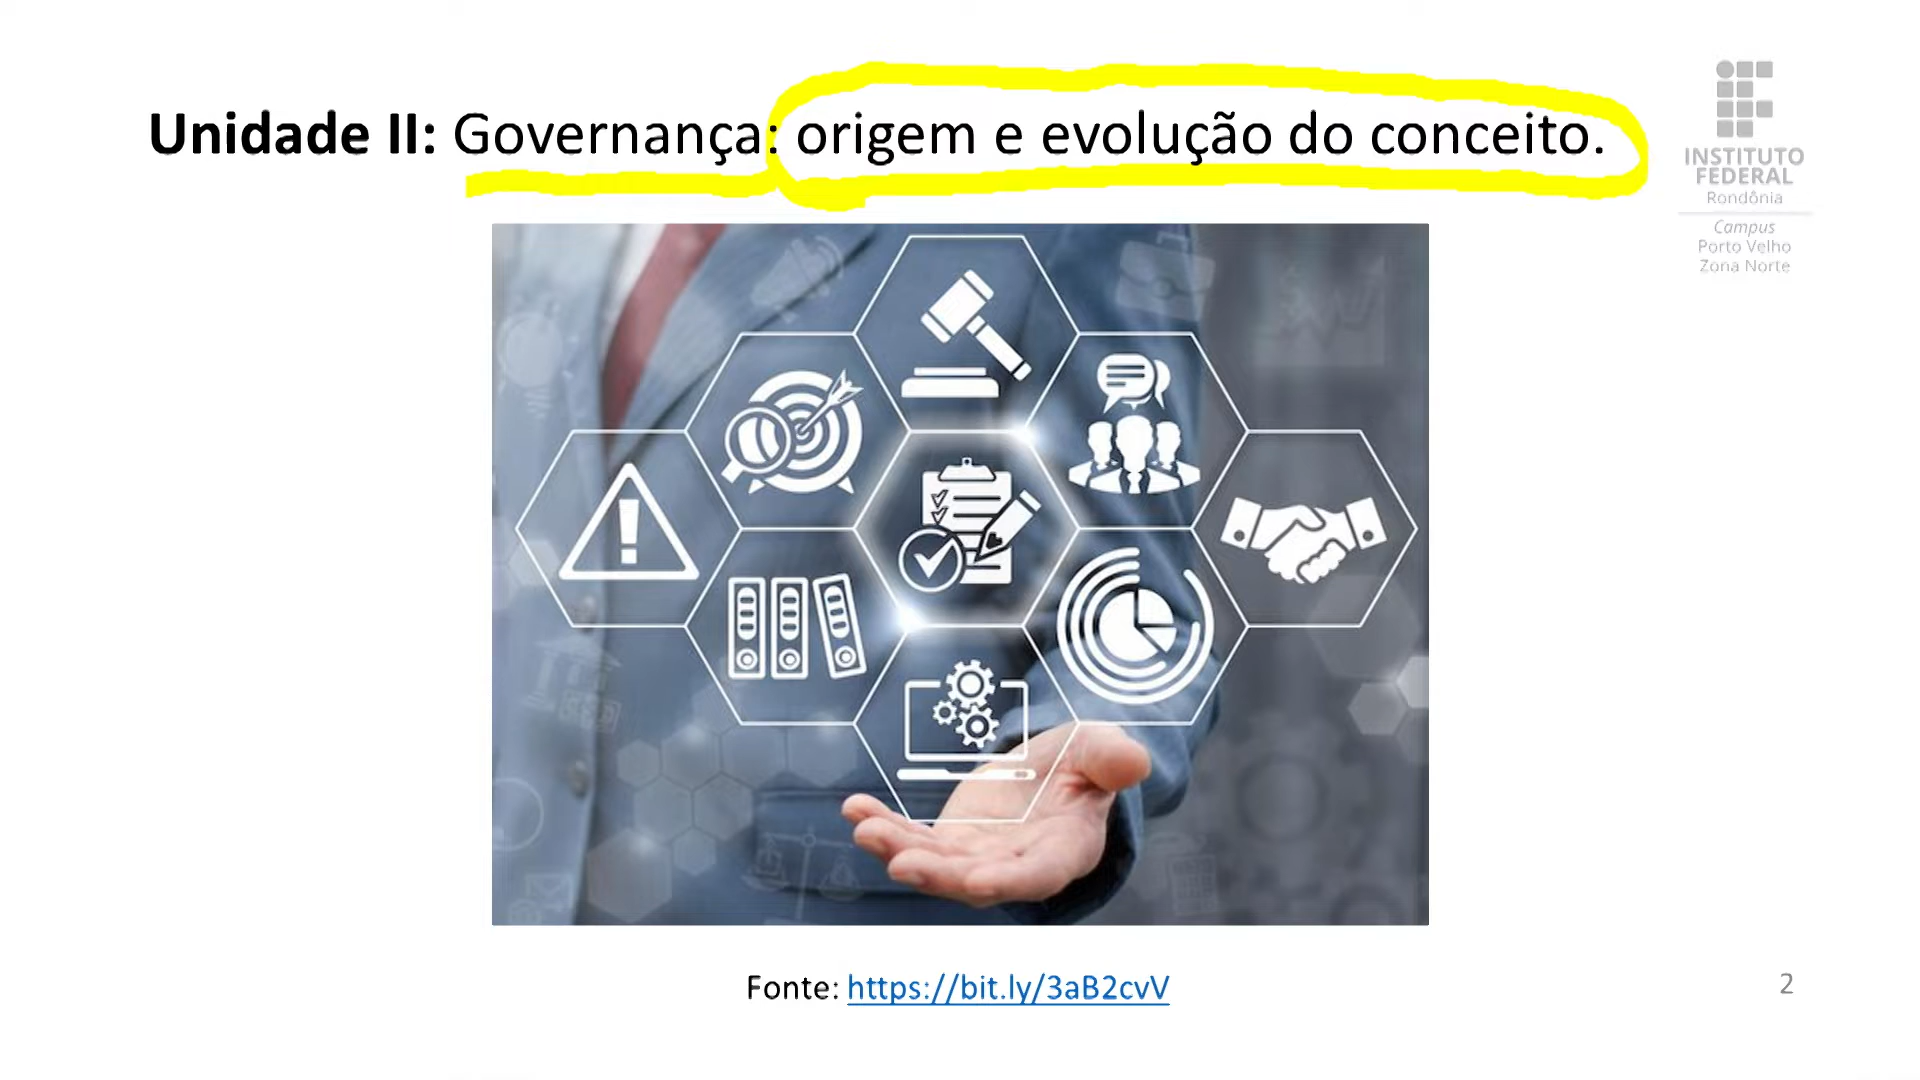 Unidade II: Governança: origem e evolução do conceito.
INSTITUTO
FEDERAL
Rondônia
Campus
Porto Velho
Zona Norte
Fonte: https://bit.ly/3aB2cvV
2